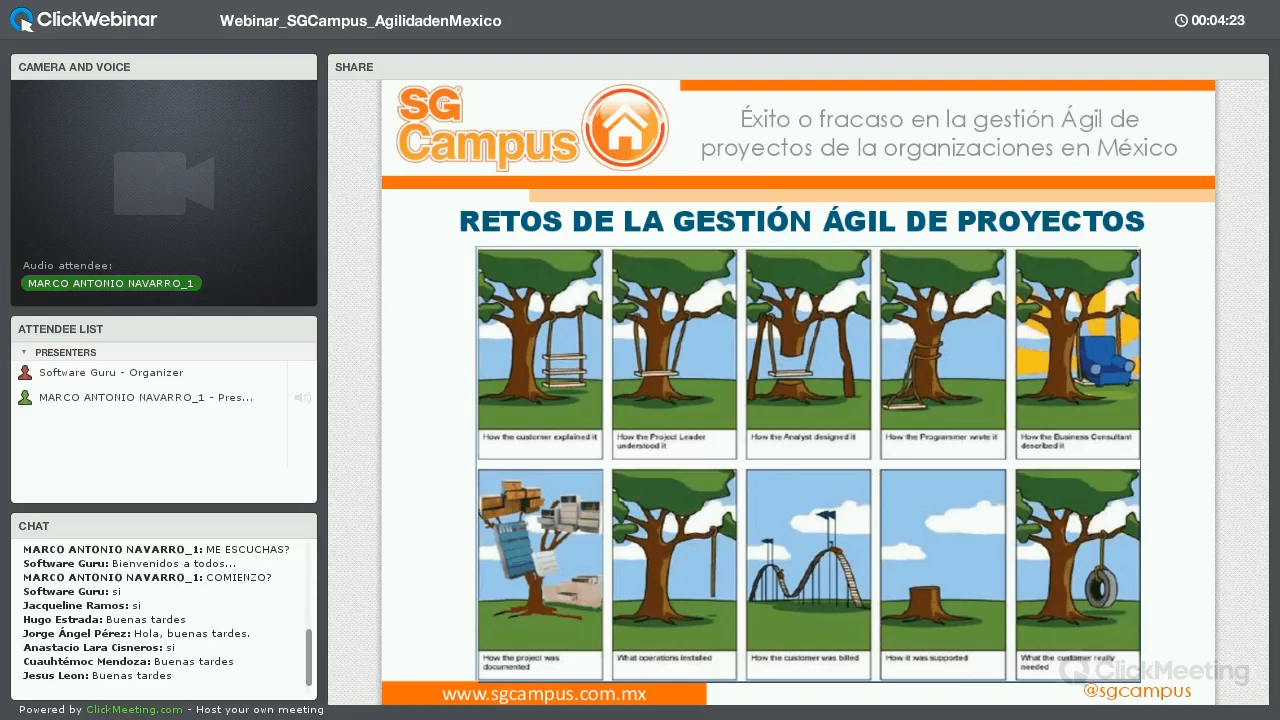 ClickWebinar
Webinar_SGCampus_AgilidadenMexico
00:04:23
CAMERA AND VOICE
Audio attendee:
MARCO ANTONIO NAVARRO_1
ATTENDEE LIST
PRESENTERS
Software Guru - Organizer
MARCO ANTONIO NAVARRO_1 - Pres...
CHAT
MARCO ANTONIO NAVARRO_1: ME ESCUCHAS?
Software Guru: Bienvenidos a todos...
MARCO ANTONIO NAVARRO_1: COMIENZO?
Software Guru: si
Jacqueline Ramos: si
Hugo Estrada: Buenas tardes
Jorge Ángel Pérez: Hola, buenas tardes.
Anastacio Lara Cisneros: si
Cuauhtémoc Mendoza: Buenas tardes
Jesus Leon: Buenas tardes
Powered by ClickMeeting.com - Host your own meeting
SHARE
SG
Campus
Éxito o fracaso en la gestión Ágil de
proyectos de la organizaciones en México
RETOS DE LA GESTIÓN ÁGIL DE PROYECTOS
How the customer explained it
How the Project Leader
understood it
How the Analyst designed it
How the Programmer wrote it
How the Business Consultant
described it
How the project was
documented
What operations installed
How the customer was billed
How it was supported
What the customer really
needed
ClickMeeting
www.sgcampus.com.mx
@sgcampus